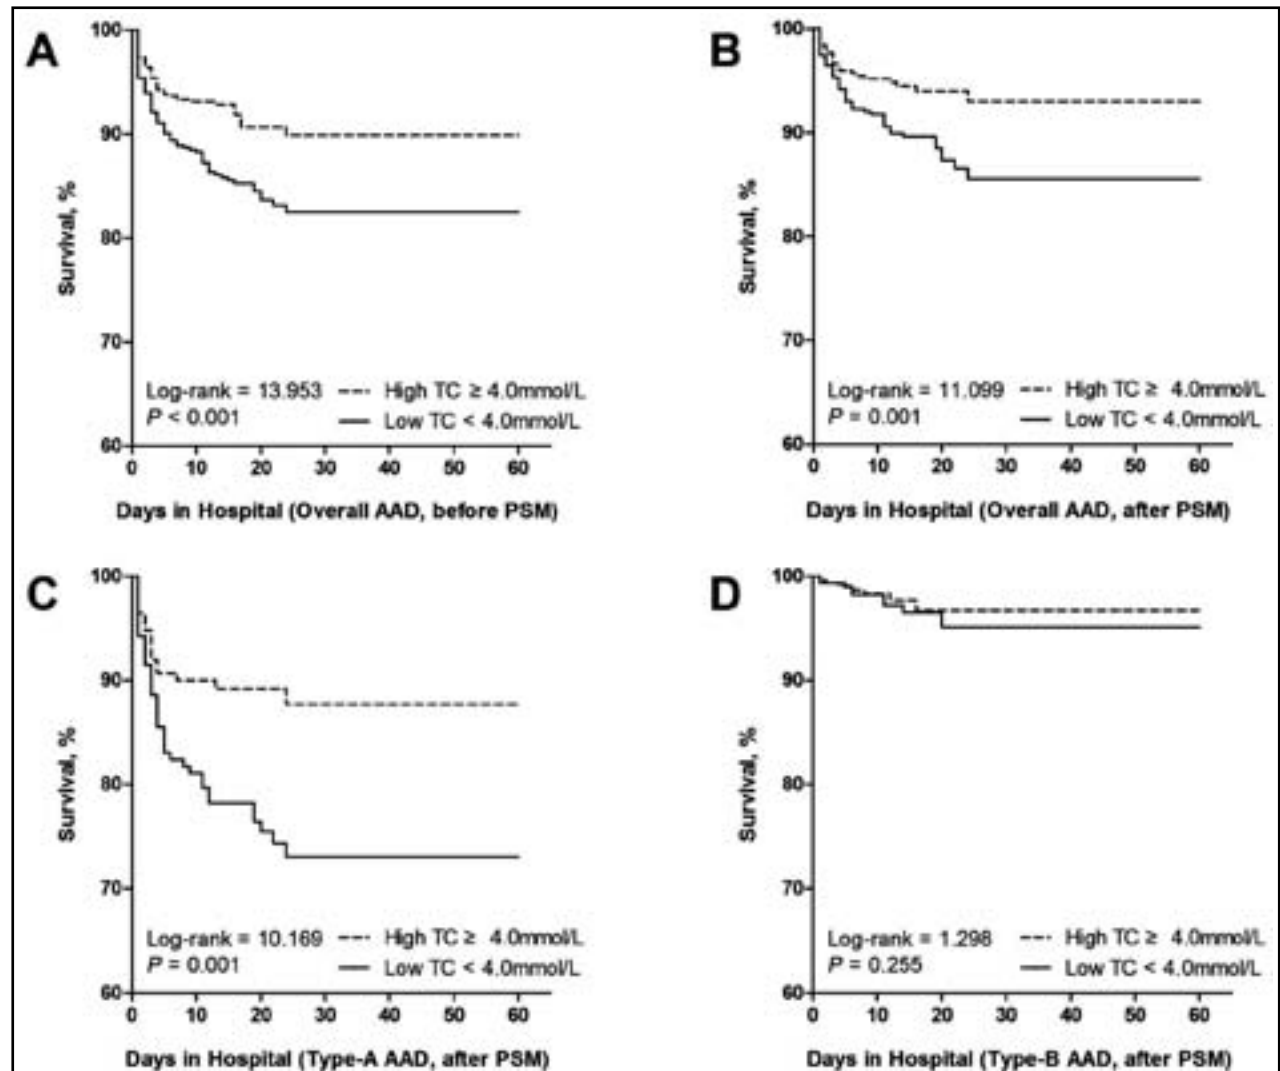 A
100
90
80
70
60
Survival, %
Log-rank = 13.953
P < 0.001
High TC ≥ 4.0mmol/L
Low TC < 4.0mmol/L
0 10 20 30 40 50 60
Days in Hospital (Overall AAD, before PSM)
B
100
90
80
70
60
Survival, %
Log-rank = 11.099
P = 0.001
High TC ≥ 4.0mmol/L
Low TC < 4.0mmol/L
0 10 20 30 40 50 60
Days in Hospital (Overall AAD, after PSM)
C
100
90
80
70
60
Survival, %
Log-rank = 10.169
P = 0.001
High TC ≥ 4.0mmol/L
Low TC < 4.0mmol/L
0 10 20 30 40 50 60
Days in Hospital (Type-A AAD, after PSM)
D
100
90
80
70
60
Survival, %
Log-rank = 1.298
P = 0.255
High TC ≥ 4.0mmol/L
Low TC < 4.0mmol/L
0 10 20 30 40 50 60
Days in Hospital (Type-B AAD, after PSM)